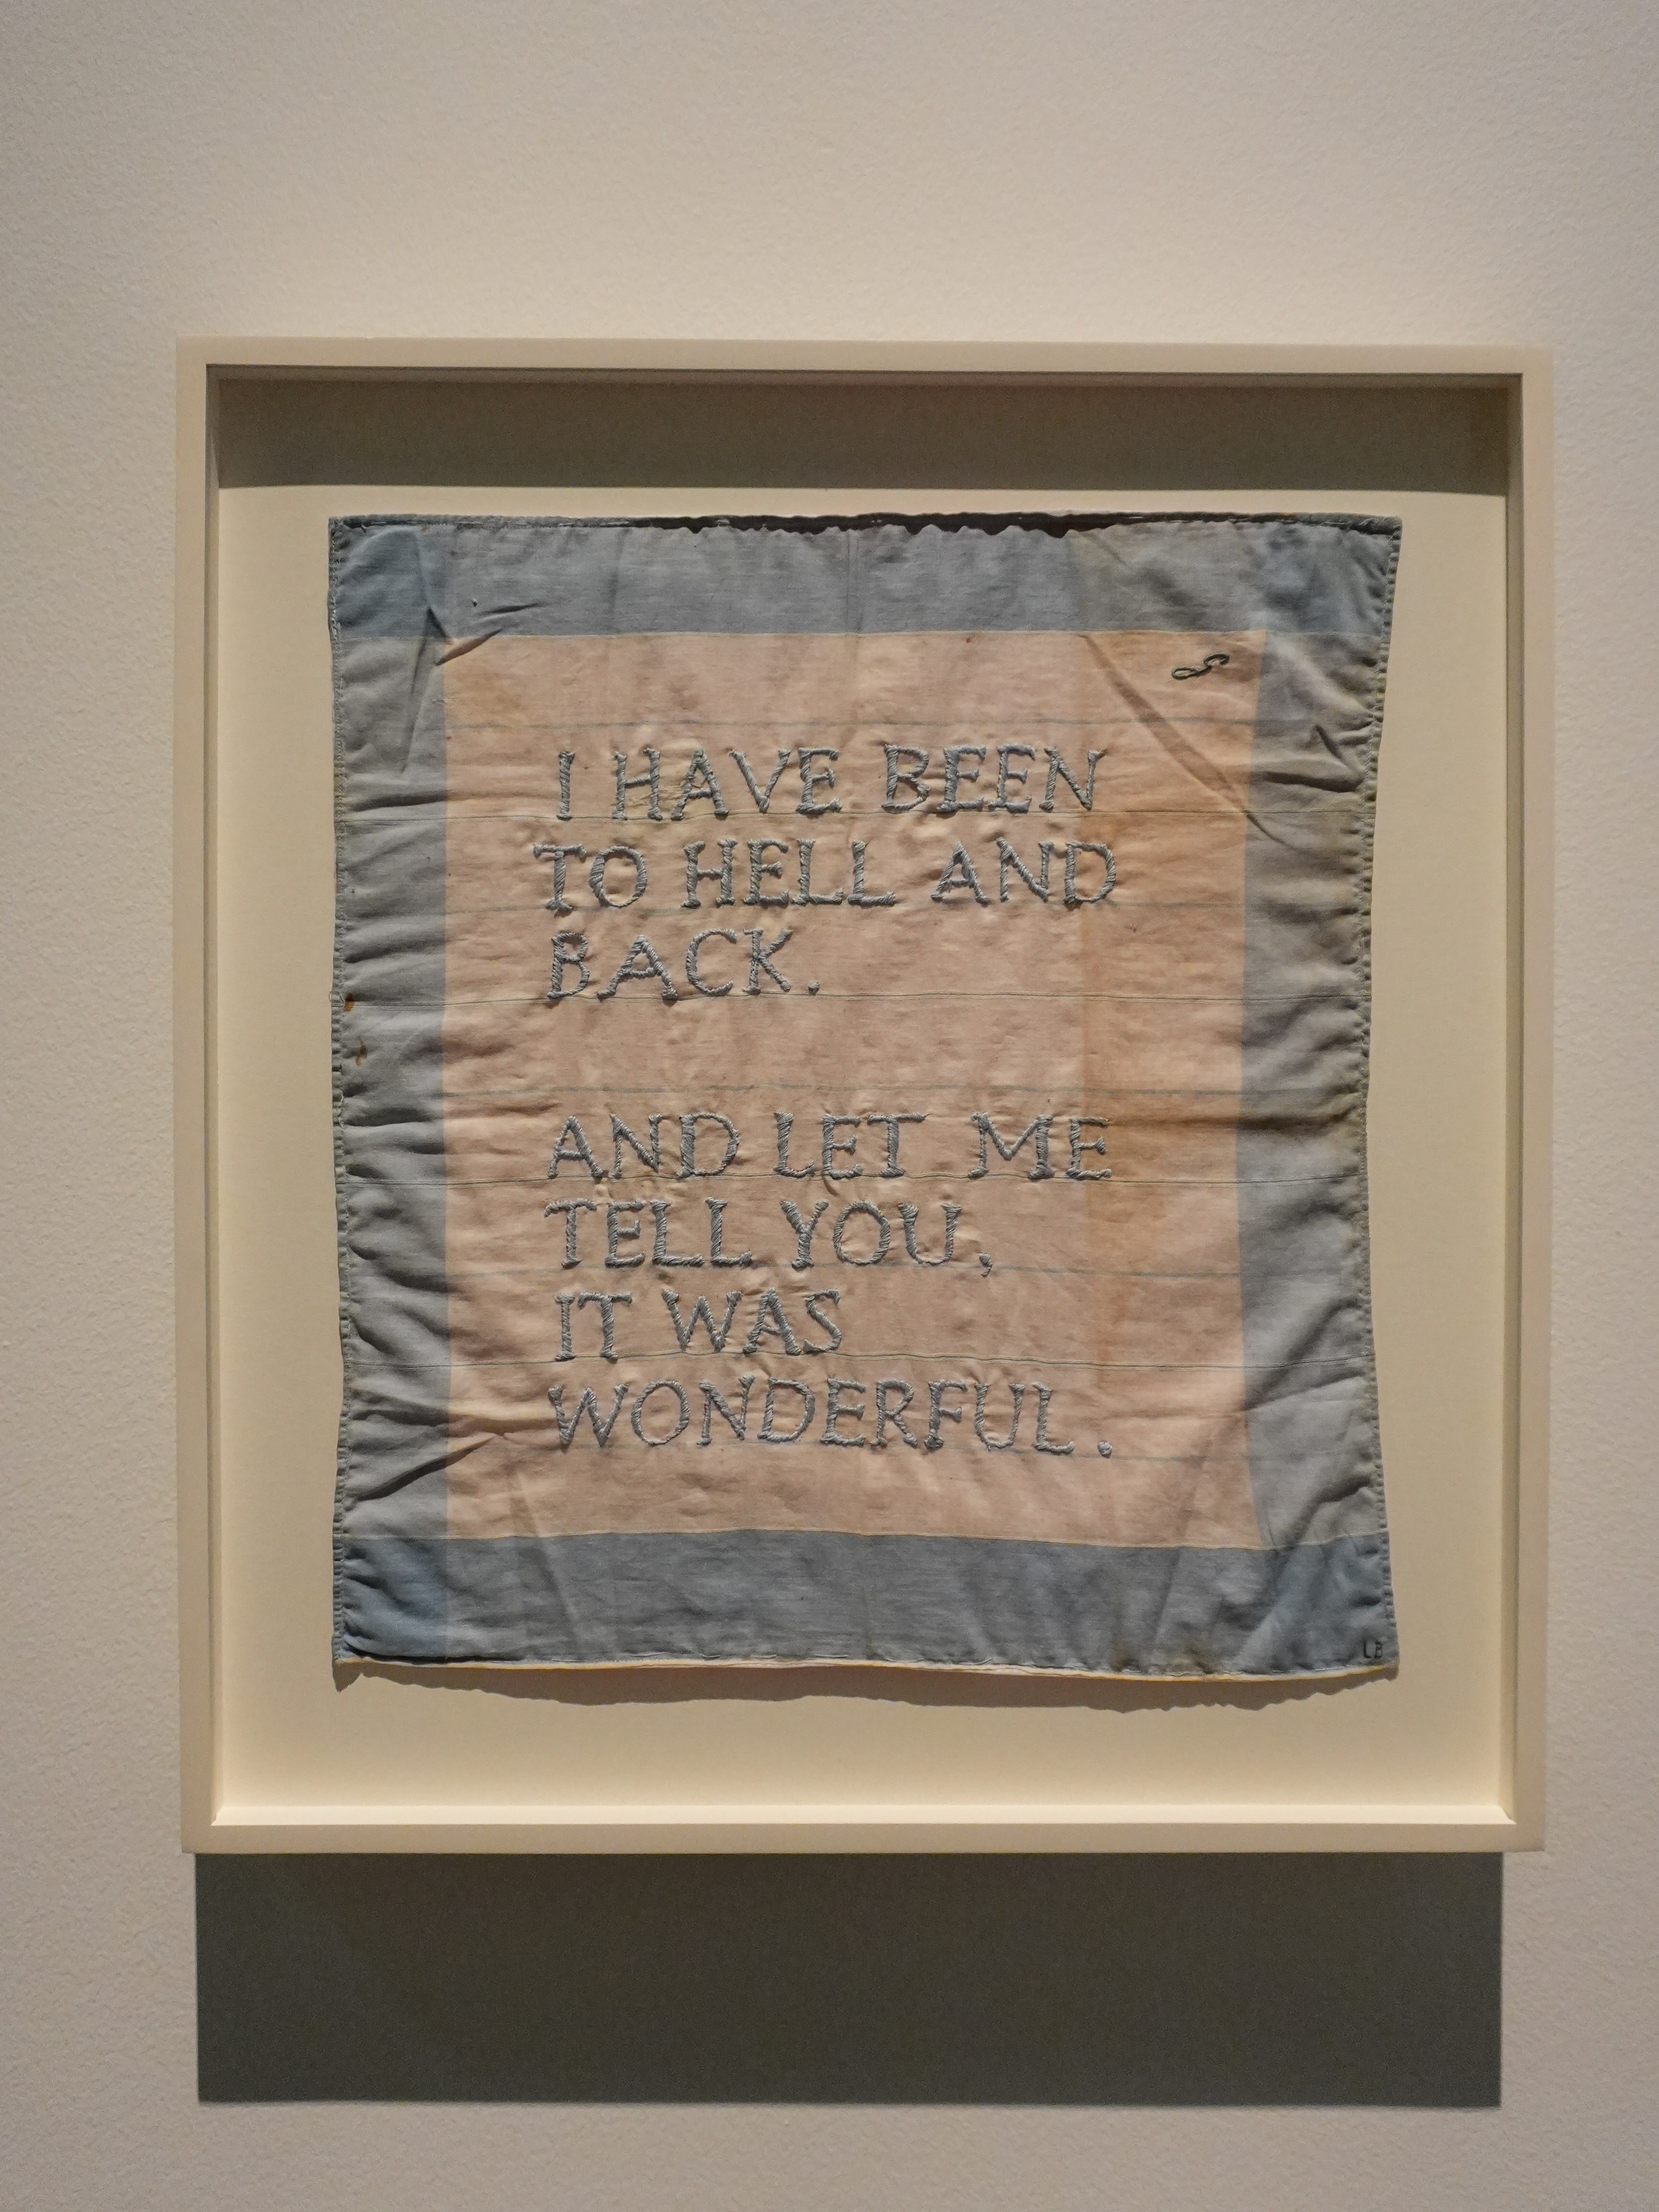 I HAVE BEEN
TO HELL AND
BACK.
AND LET ME
TELL YOU,
IT WAS
WONDERFUL.
LB